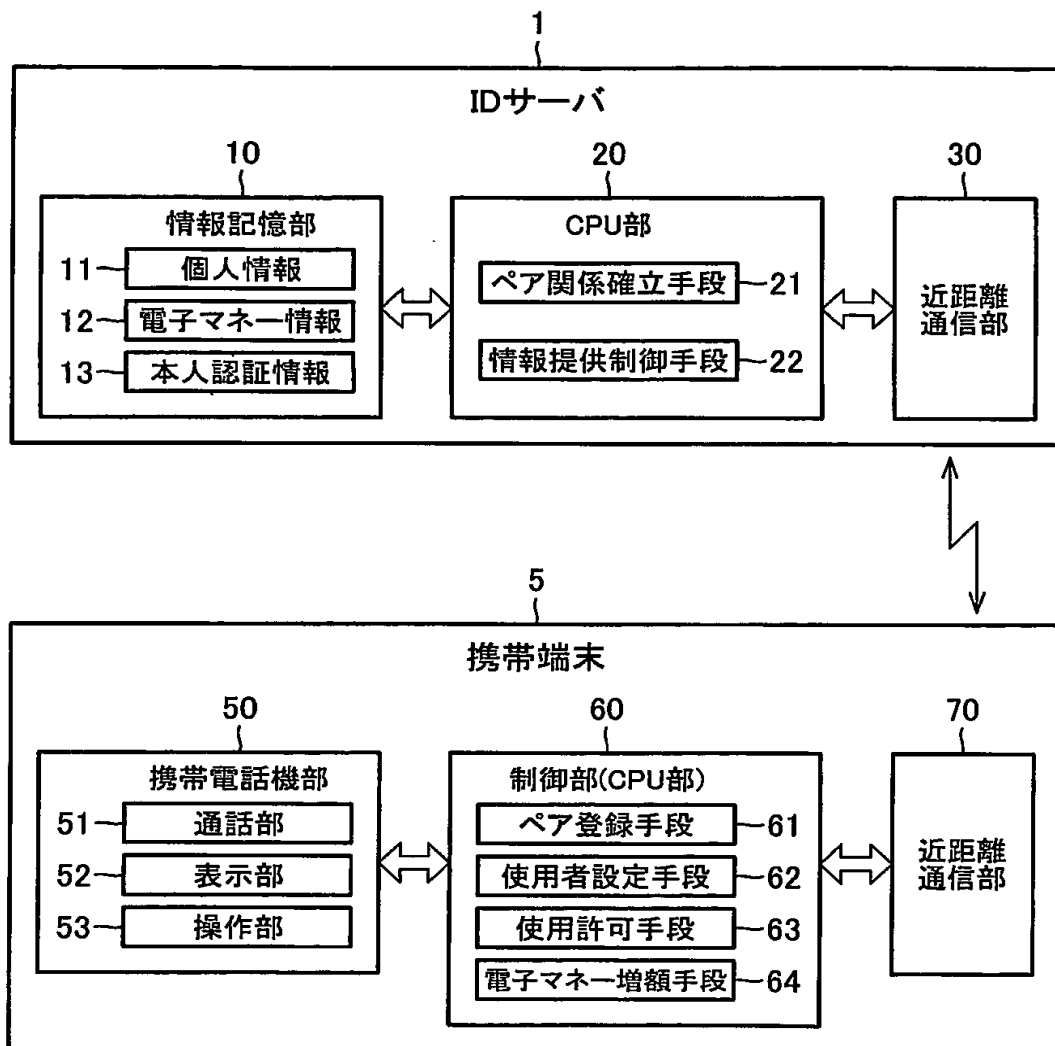 1
IDサーバ
10
20
30
情報記憶部
CPU部
11
個人情報
ペア関係確立手段
21
12
電子マネー情報
近距離
通信部
13
本人認証情報
情報提供制御手段
22
5
携帯端末
50
60
70
携帯電話機部
制御部(CPU部)
51
通話部
ペア登録手段
61
52
表示部
使用者設定手段
62
近距離
通信部
53
操作部
使用許可手段
63
電子マネー増額手段
64